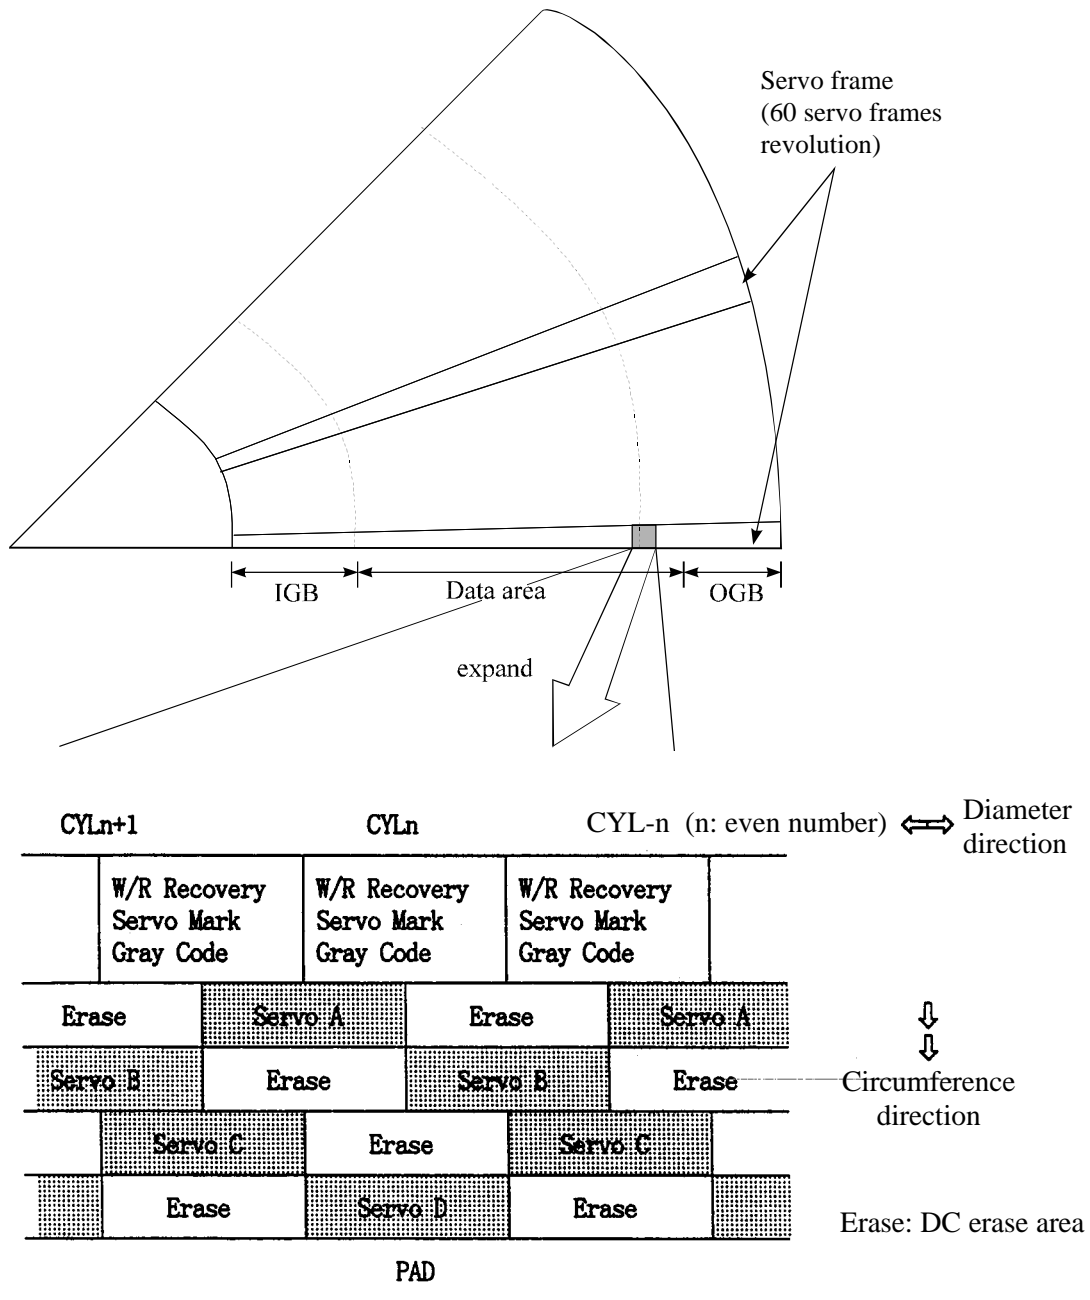 Servo frame
(60 servo frames
revolution)
IGB
Data area
OGB
expand
CYLn+1
CYLn
CYL-n (n: even number)
Diameter
direction
W/R Recovery
Servo Mark
Gray Code
W/R Recovery
Servo Mark
Gray Code
W/R Recovery
Servo Mark
Gray Code
Erase
Servo A
Erase
Servo A
Servo B
Erase
Servo B
Erase
Circumference
direction
Servo C
Erase
Servo C
Erase
Servo D
Erase
Erase: DC erase area
PAD